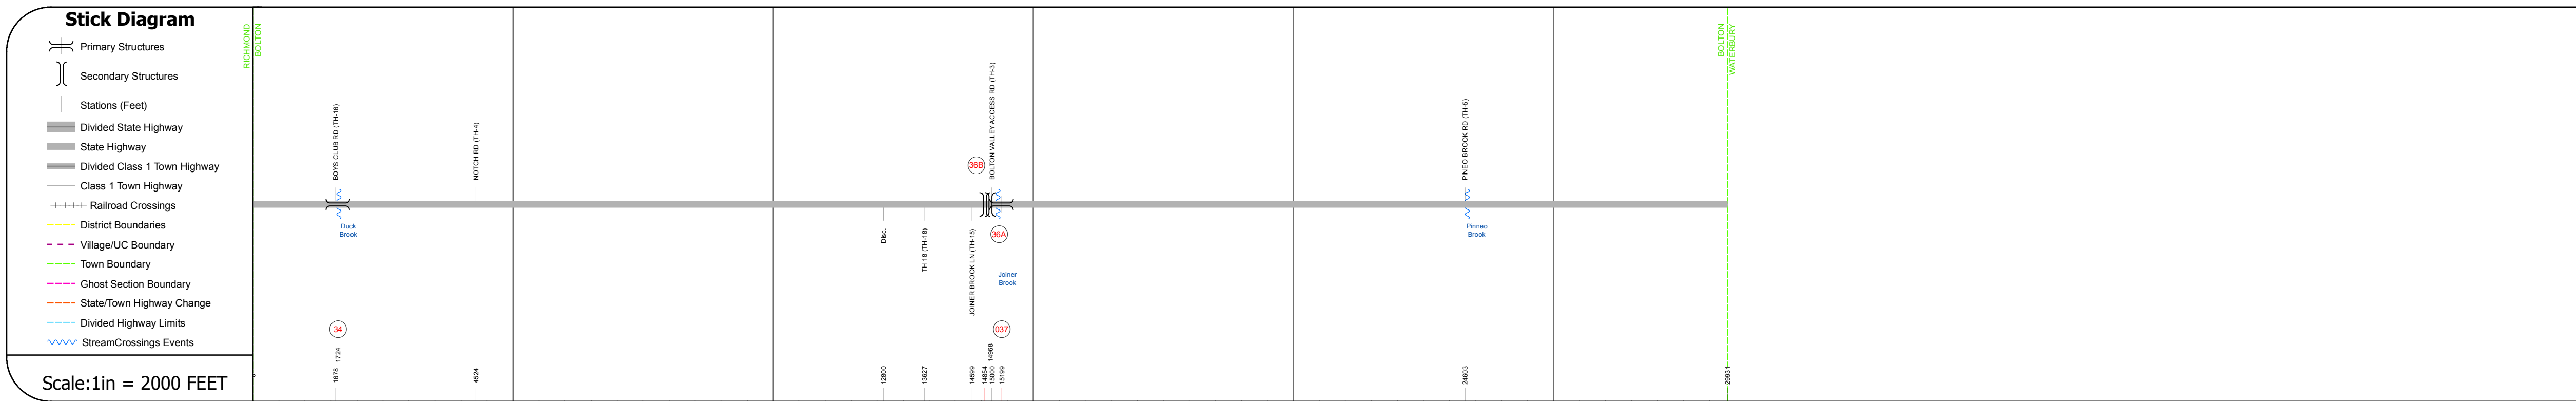 Stick Diagram
Primary Structures
Secondary Structures
Stations (Feet)
Divided State Highway
State Highway
Divided Class 1 Town Highway
Class 1 Town Highway
Railroad Crossings
District Boundaries
Village/UC Boundary
Town Boundary
Ghost Section Boundary
State/Town Highway Change
Divided Highway Limits
StreamCrossings Events
Scale:1in = 2000 FEET
RICHMOND
BOLTON
BOYS CLUB RD (TH-16)
Duck
Brook
34
1678
1724
NOTCH RD (TH-4)
4524
Disc.
12800
TH 18 (TH-18)
13627
JOINER BROOK LN (TH-15)
14599
36B
14854
BOLTON VALLEY ACCESS RD (TH-3)
36A
14968
15000
Joiner
Brook
037
15199
PINEO BROOK RD (TH-5)
Pinneo
Brook
24603
BOLTON
WATERBURY
29931